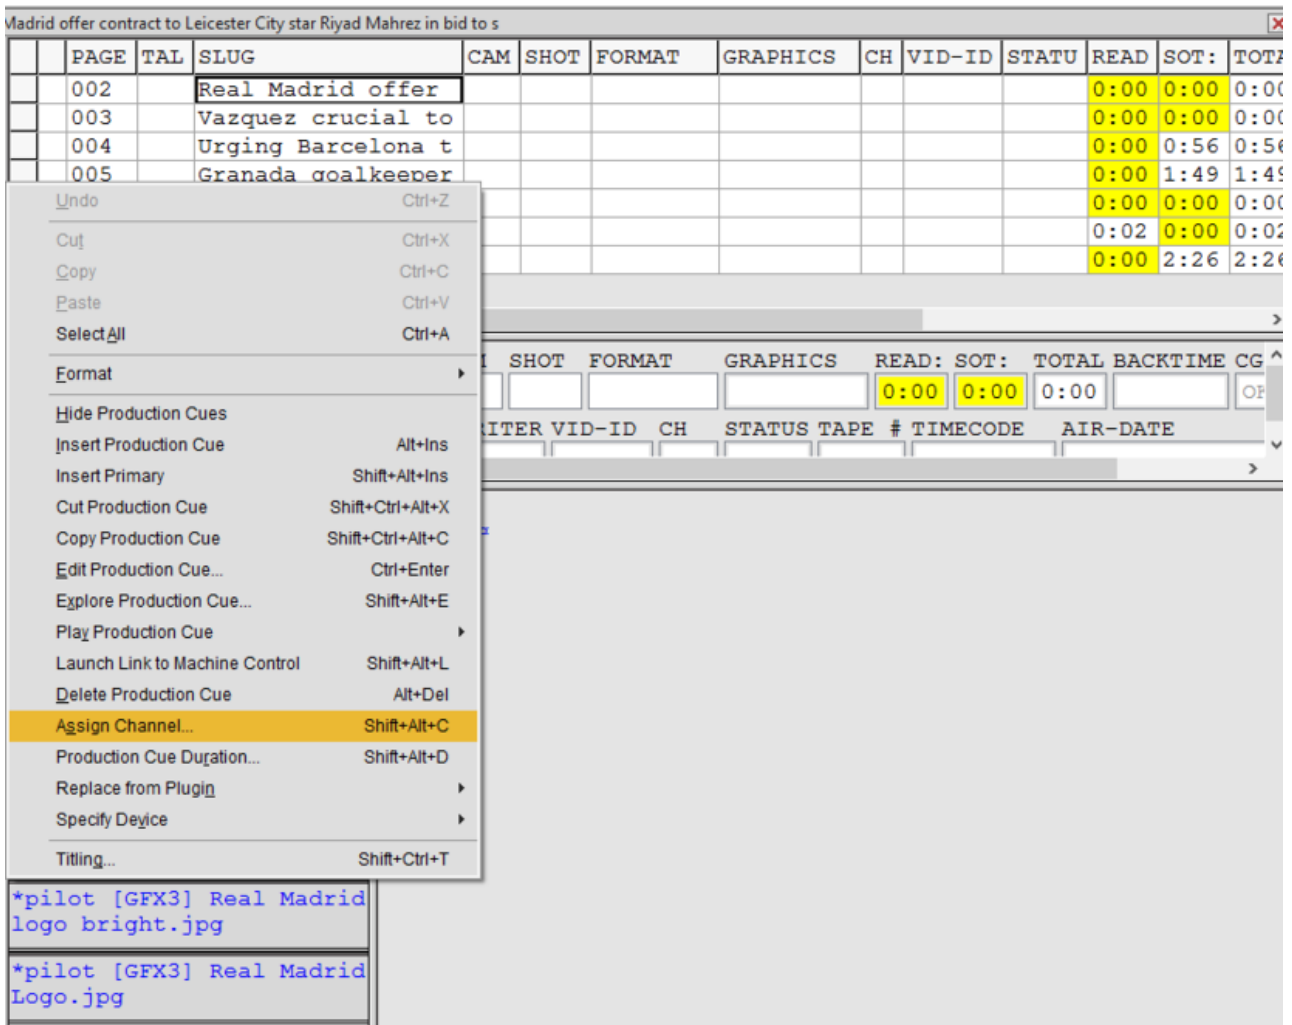 Madrid offer contract to Leicester City star Riyad Mahrez in bid to s
PAGE TAL SLUG CAM SHOT FORMAT GRAPHICS CH VID-ID STATU READ SOT: TOTA
002 Real Madrid offer 0:00 0:00 0:00
003 Vazquez crucial to 0:00 0:00 0:00
004 Urging Barcelona t 0:00 0:56 0:56
005 Granada goalkeeper 0:00 1:49 1:49
0:00 0:00 0:00
0:02 0:00 0:02
0:00 2:26 2:26
Undo Ctrl+Z
Cut Ctrl+X
Copy Ctrl+C
Paste Ctrl+V
Select All Ctrl+A
Format
Hide Production Cues
Insert Production Cue Alt+Ins
Insert Primary Shift+Alt+Ins
Cut Production Cue Shift+Ctrl+Alt+X
Copy Production Cue Shift+Ctrl+Alt+C
Edit Production Cue... Ctrl+Enter
Explore Production Cue... Shift+Alt+E
Play Production Cue
Launch Link to Machine Control Shift+Alt+L
Delete Production Cue Alt+Del
Assign Channel... Shift+Alt+C
Production Cue Duration... Shift+Alt+D
Replace from Plugin
Specify Device
Titling... Shift+Ctrl+T
SHOT FORMAT GRAPHICS READ: SOT: TOTAL BACKTIME CG
0:00 0:00 0:00
ITER VID-ID CH STATUS TAPE # TIMECODE AIR-DATE
*pilot [GFX3] Real Madrid
logo bright.jpg
*pilot [GFX3] Real Madrid
Logo.jpg